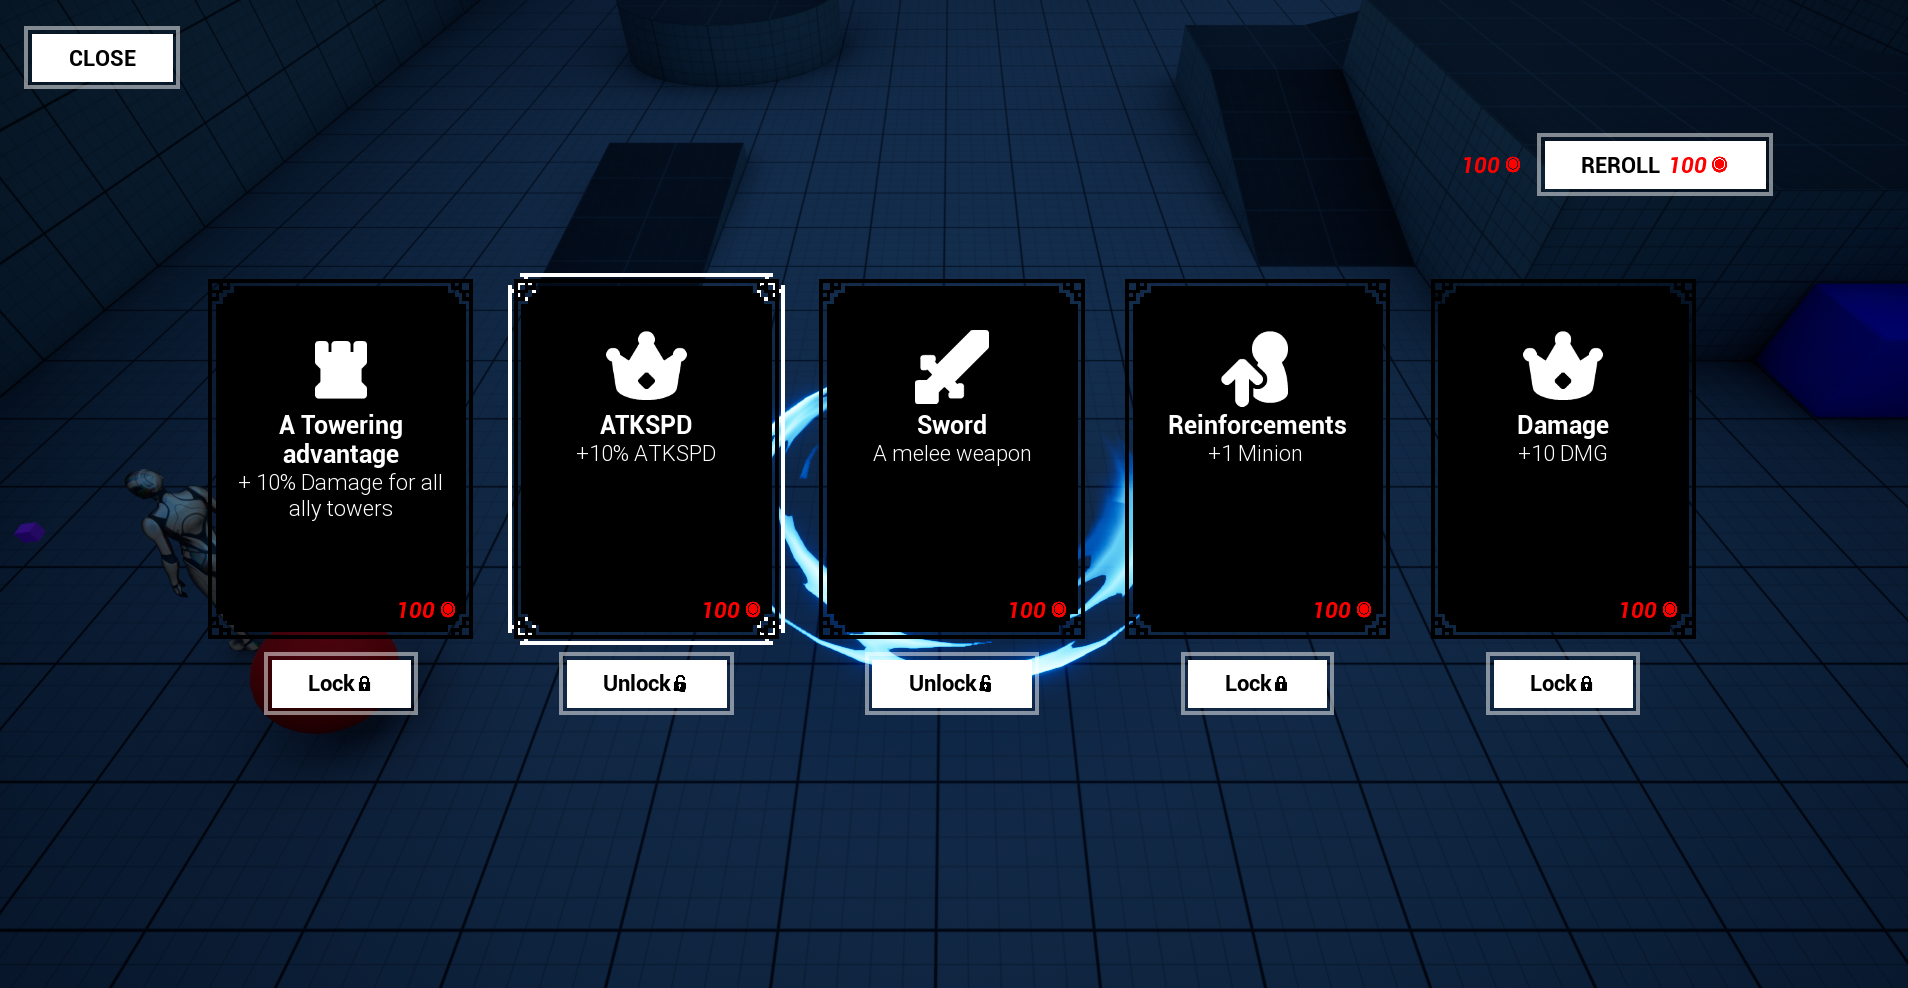 CLOSE
100
REROLL 100
A Towering
advantage
+ 10% Damage for all
ally towers
100
Lock
ATKSPD
+10% ATKSPD
100
Unlock
Sword
A melee weapon
100
Unlock
Reinforcements
+1 Minion
100
Lock
Damage
+10 DMG
100
Lock